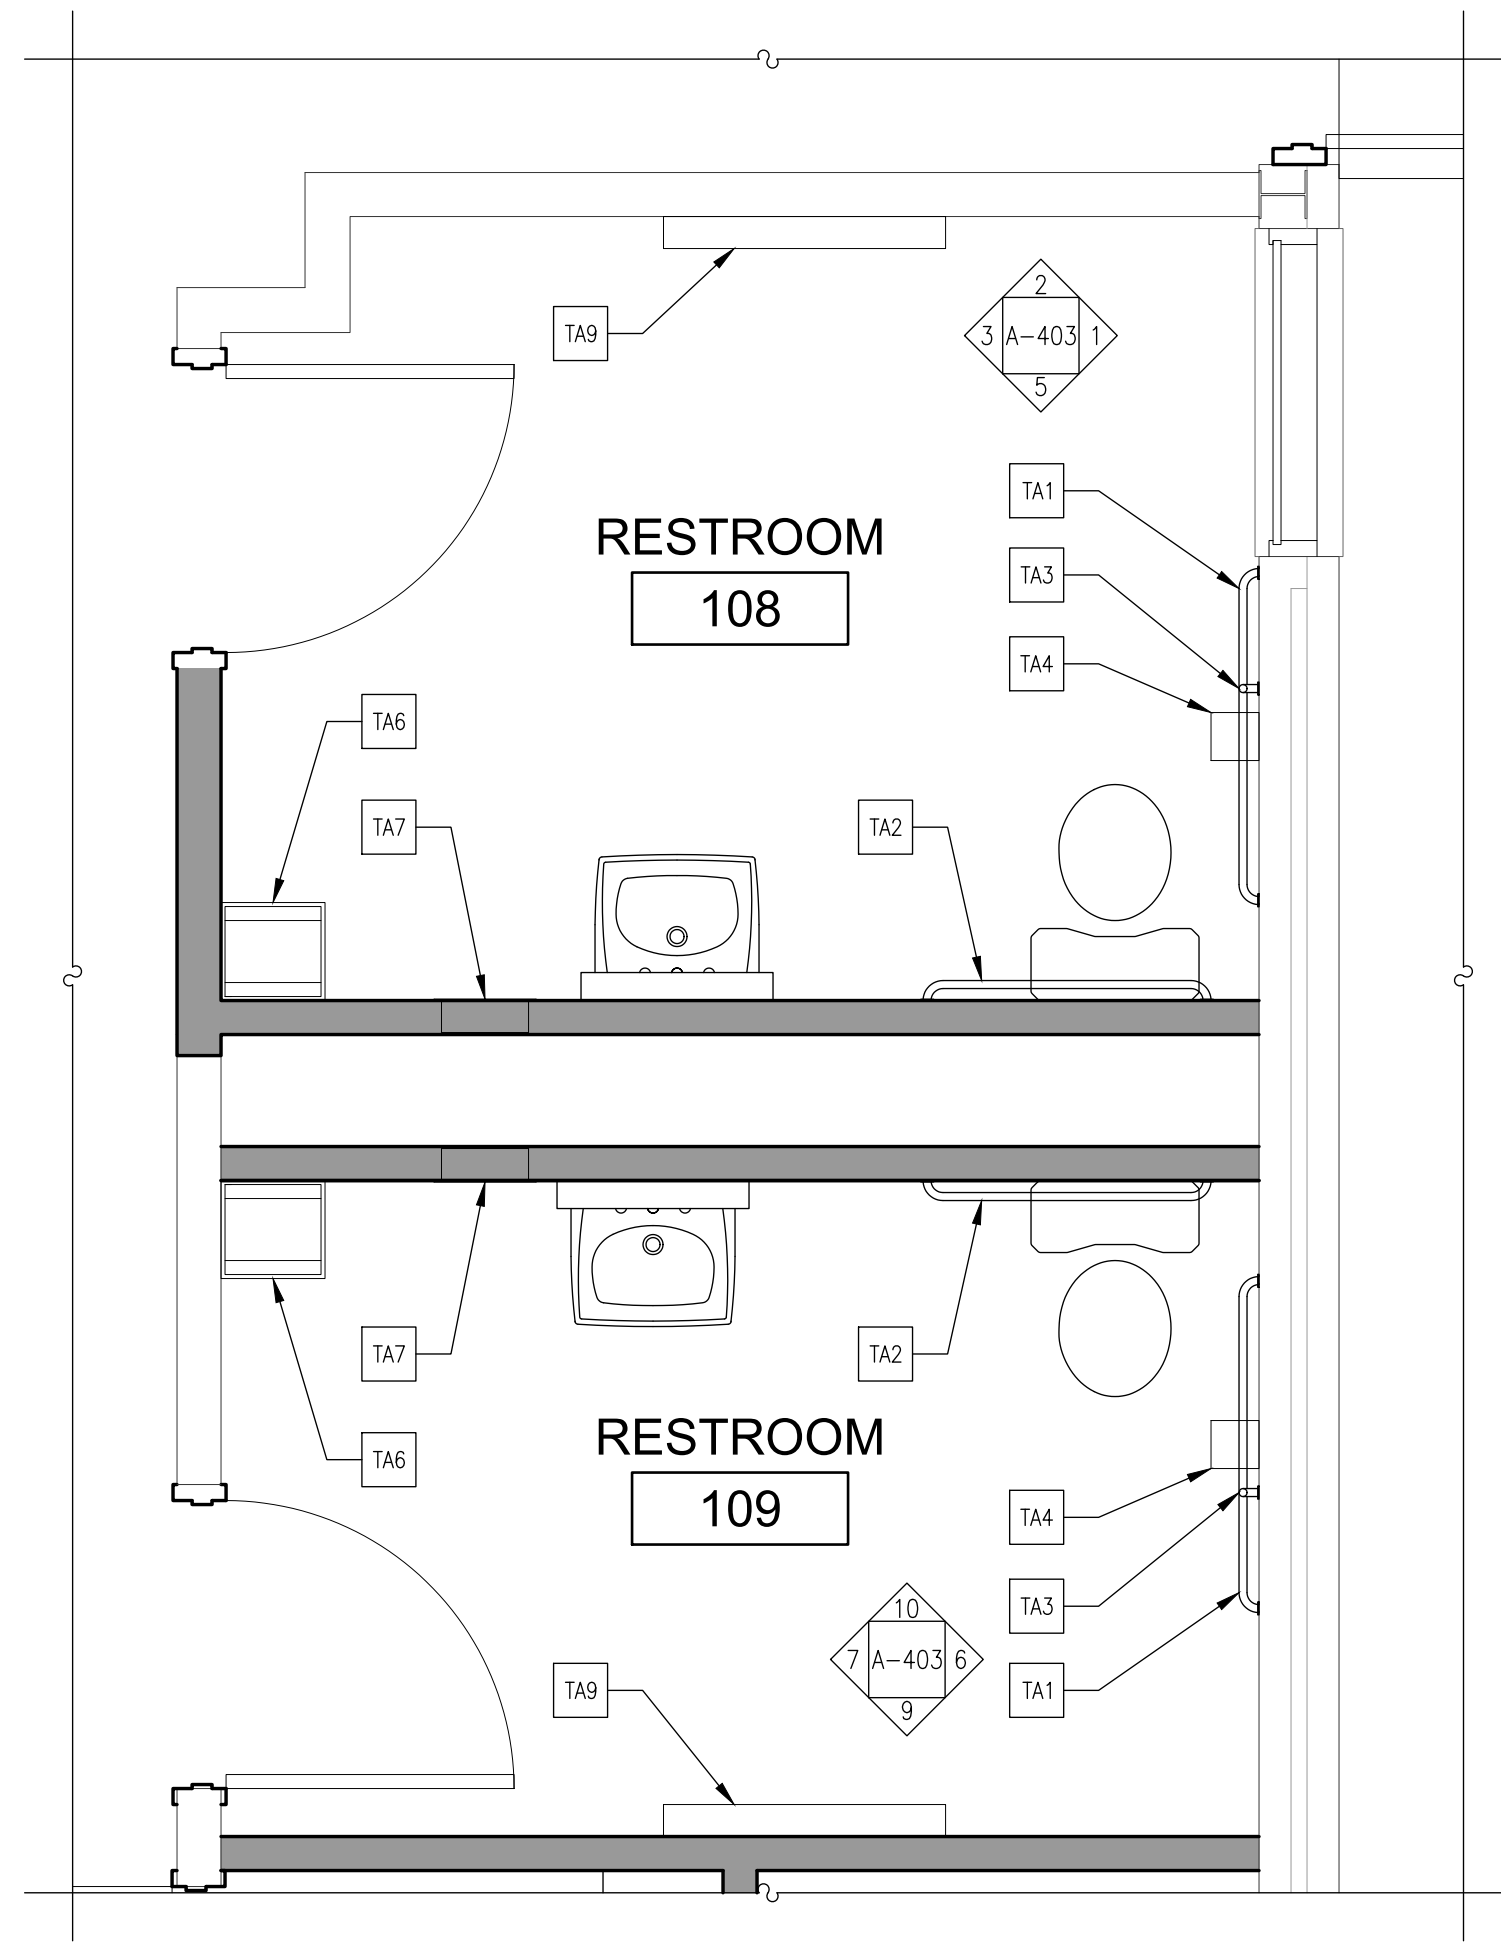 2
TA9
3 A-403 1
5
TA1
RESTROOM
TA3
108
TA4
TA6
TA7
TA2
TA7
TA2
RESTROOM
TA6
109
TA4
TA3
10
7 A-403 6
TA9
TA1
9